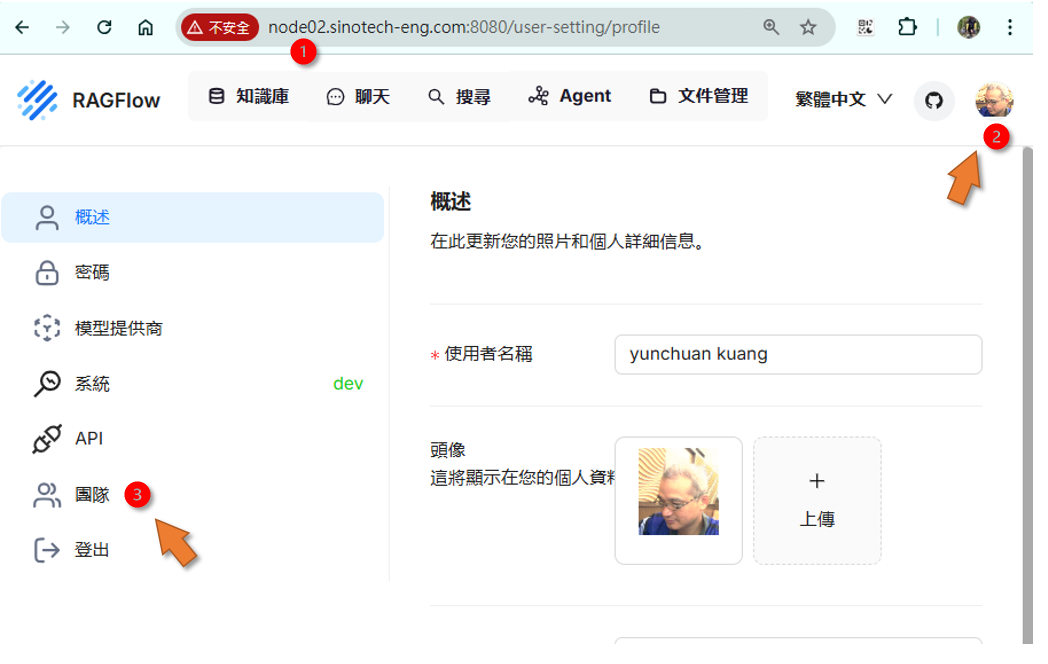 不安全 node02.sinotech-eng.com:8080/user-setting/profile
1
RAGFlow 知識庫 聊天 搜尋 Agent 文件管理 繁體中文
2
概述
密碼
模型提供商
系統 dev
API
團隊 3
登出
概述
在此更新您的照片和個人詳細信息。
* 使用者名稱 yunchuan kuang
頭像
這將顯示在您的個人資料
+
上傳